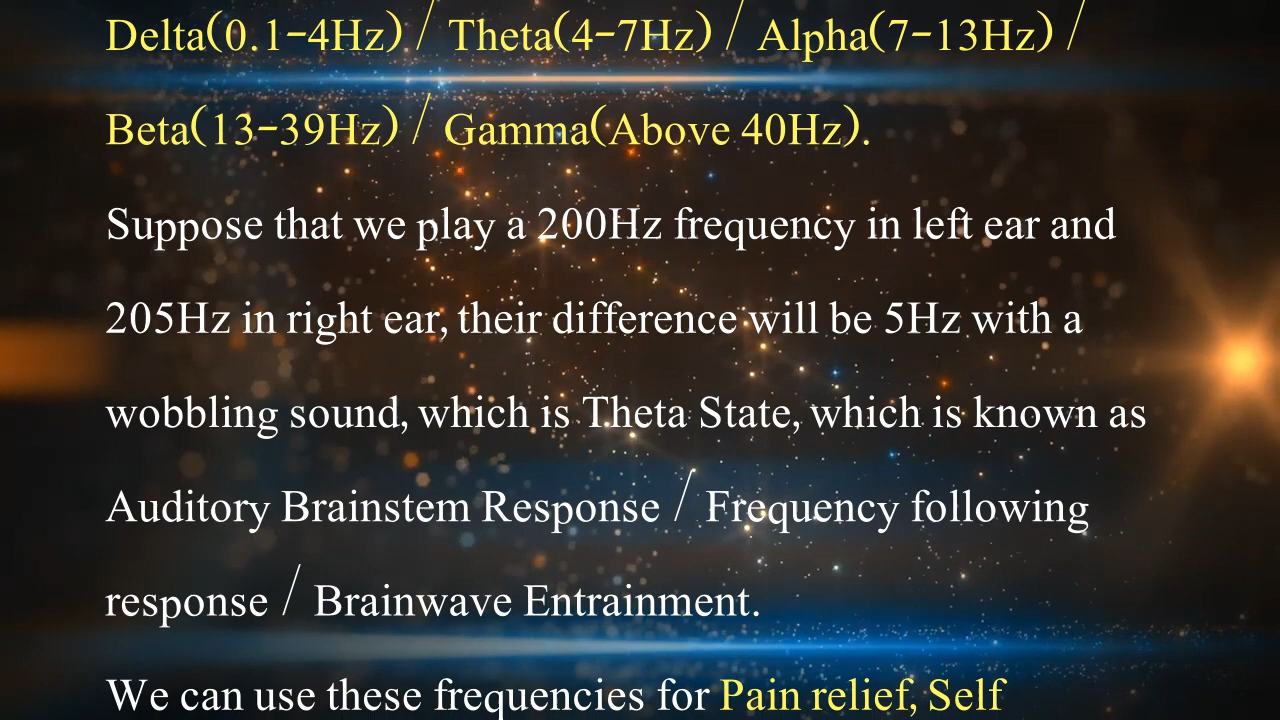 Delta(0.1-4Hz) / Theta(4-7Hz) / Alpha(7-13Hz) /
Beta(13-39Hz) / Gamma(Above 40Hz).
Suppose that we play a 200Hz frequency in left ear and
205Hz in right ear, their difference will be 5Hz with a
wobbling sound, which is Theta State, which is known as
Auditory Brainstem Response / Frequency following
response / Brainwave Entrainment.
We can use these frequencies for Pain relief, Self